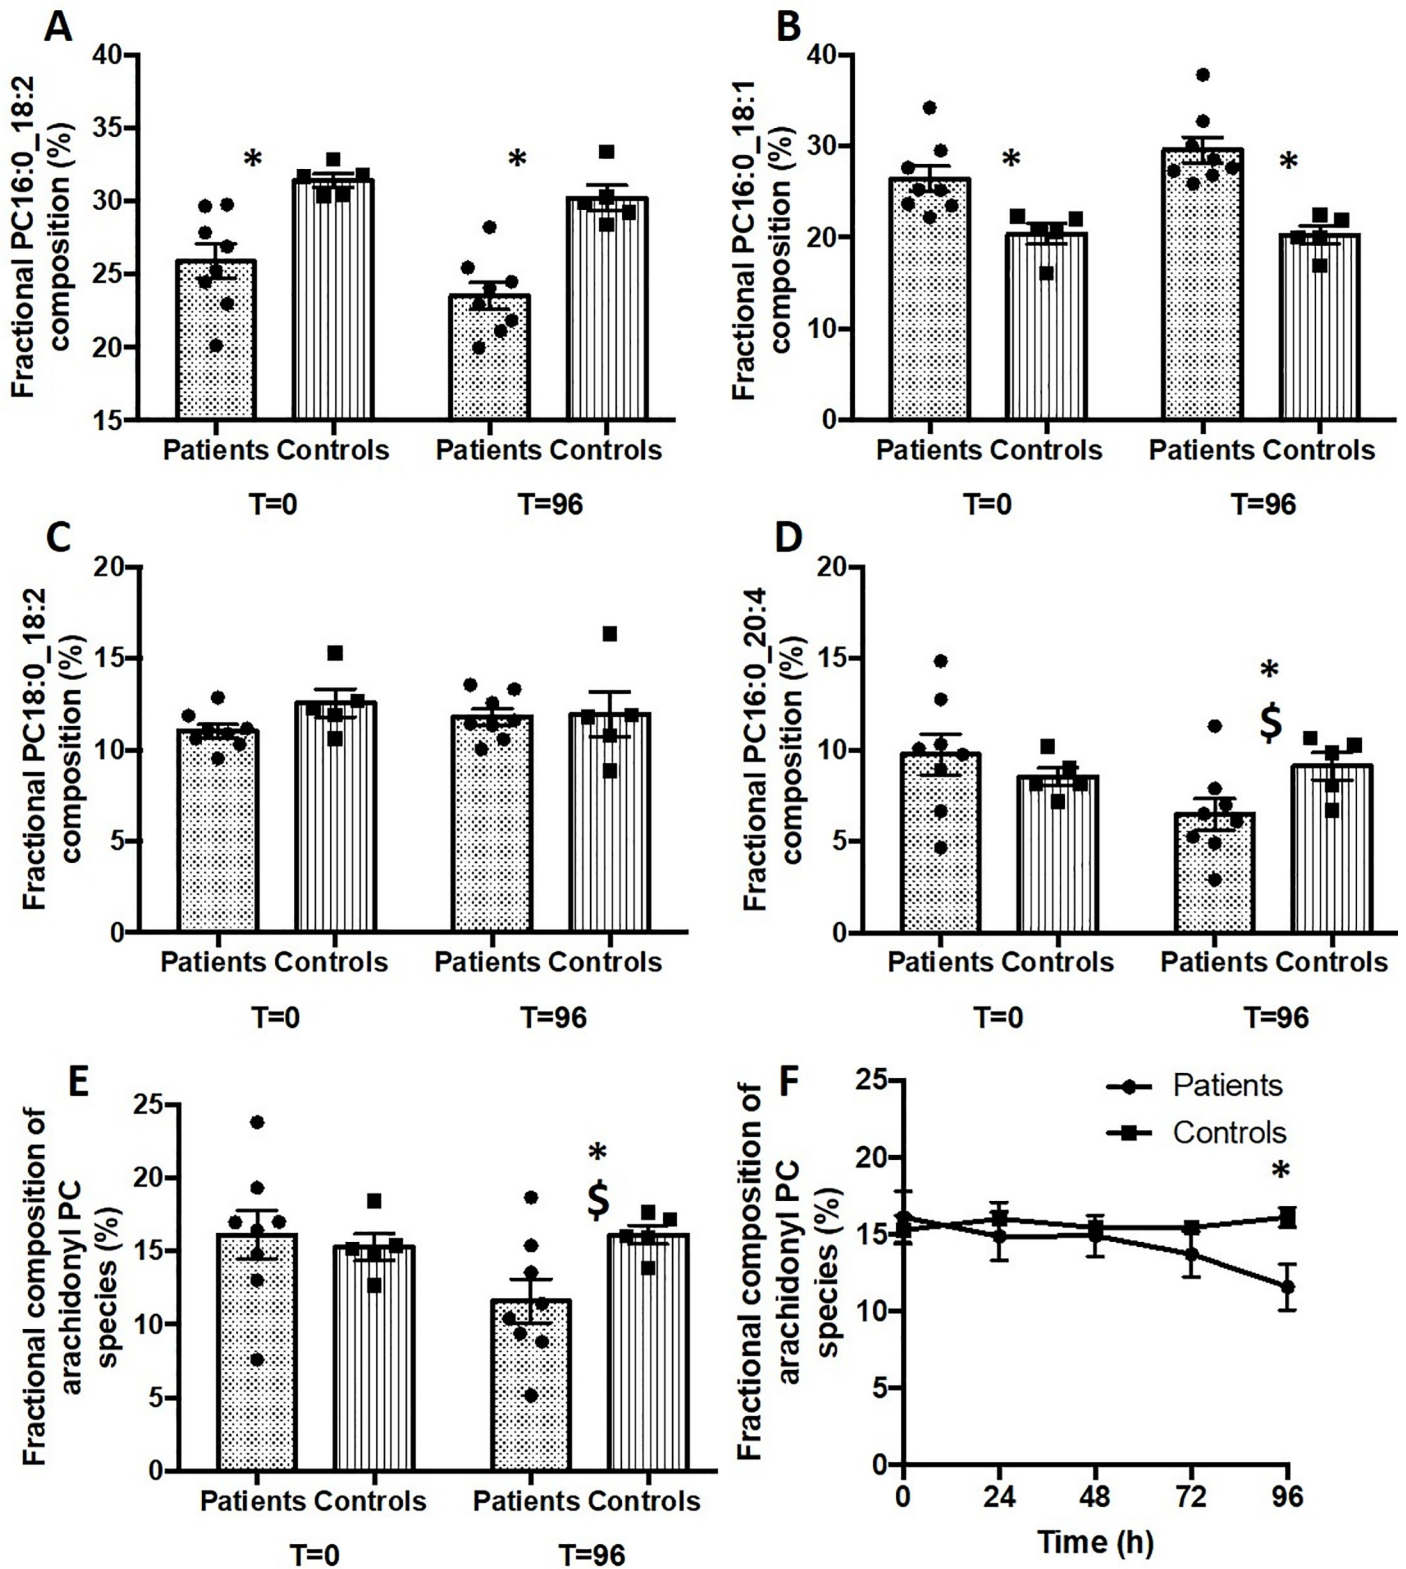 A
Fractional PC16:0_18:2
composition (%)
40
35
30
25
20
15
*
*
Patients Controls
Patients Controls
T=0
T=96
B
Fractional PC16:0_18:1
composition (%)
40
30
20
10
0
*
*
Patients Controls
Patients Controls
T=0
T=96
C
Fractional PC18:0_18:2
composition (%)
20
15
10
5
0
Patients Controls
Patients Controls
T=0
T=96
D
Fractional PC16:0_20:4
composition (%)
20
15
10
5
0
*
$
Patients Controls
Patients Controls
T=0
T=96
E
Fractional composition of
arachidonyl PC
species (%)
25
20
15
10
5
0
*
$
Patients Controls
Patients Controls
T=0
T=96
F
Fractional composition of
arachidonyl PC
species (%)
25
20
15
10
5
0
Patients
Controls
*
0
24
48
72
96
Time (h)